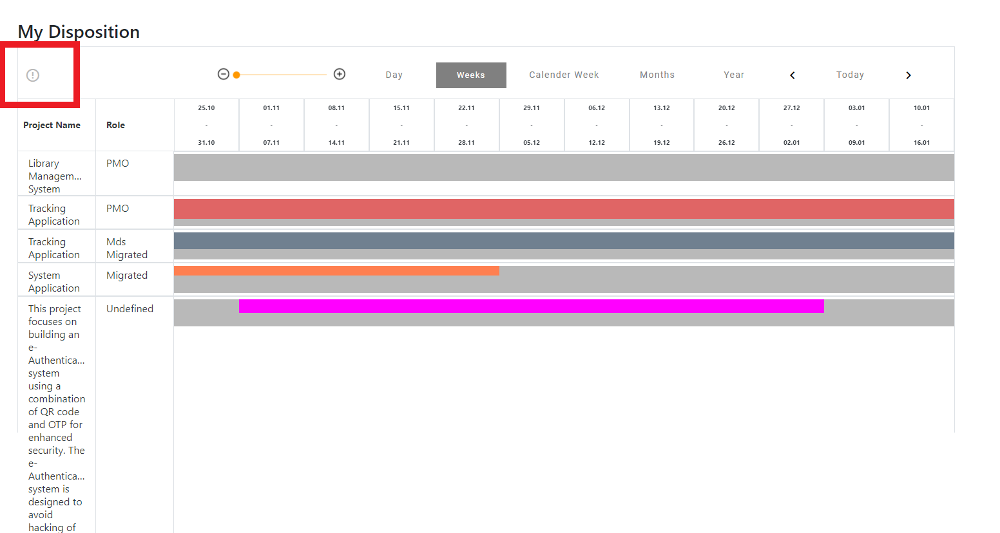 My Disposition
Day Weeks Calender Week Months Year Today
Project Name Role
25.10 - 31.10
01.11 - 07.11
08.11 - 14.11
15.11 - 21.11
22.11 - 28.11
29.11 - 05.12
06.12 - 12.12
13.12 - 19.12
20.12 - 26.12
27.12 - 02.01
03.01 - 09.01
10.01 - 16.01
Library
Managem...
System
PMO
Tracking
Application
PMO
Tracking
Application
Mds
Migrated
System
Application
Migrated
This project
focuses on
building an
e-
Authentica...
system
using a
combination
of QR code
and OTP for
enhanced
security. The
e-
Authentica...
system is
designed to
avoid
hacking of
Undefined